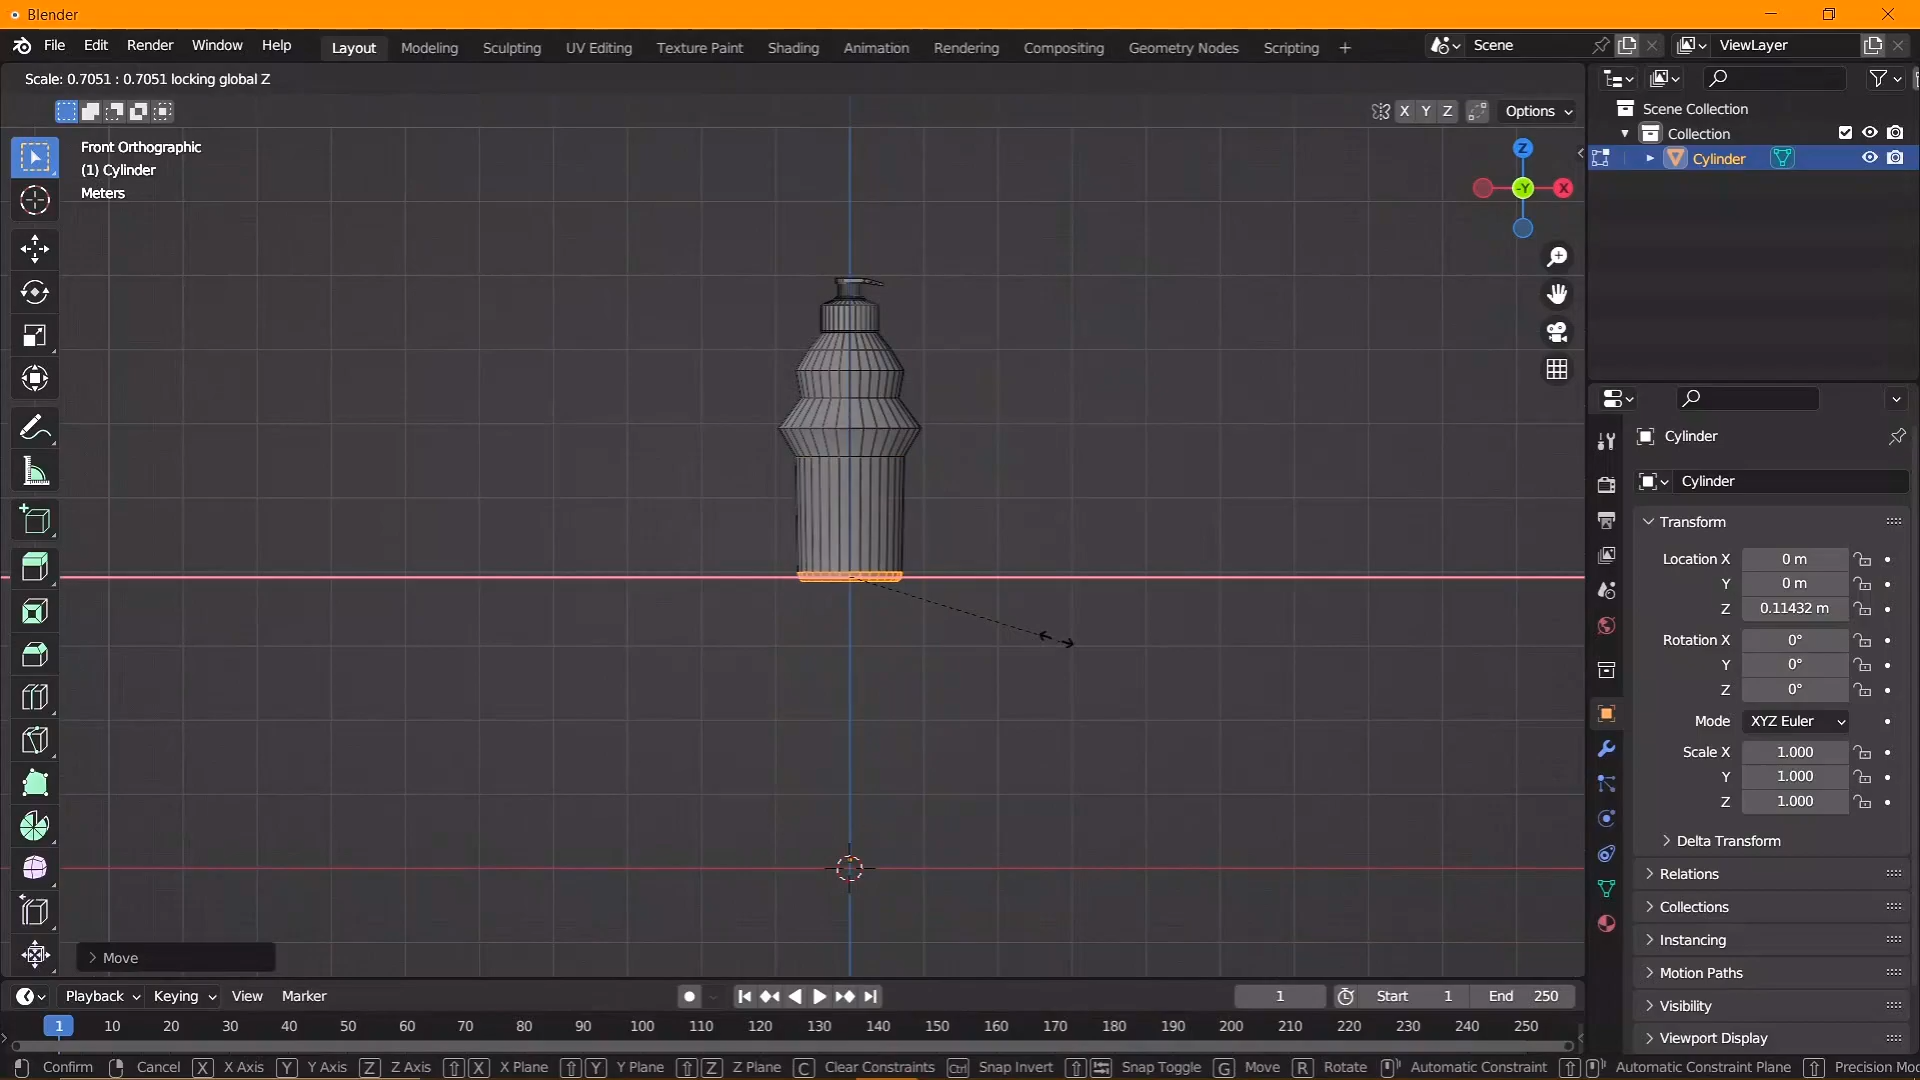 Blender
File Edit Render Window Help Layout Modeling Sculpting UV Editing Texture Paint Shading Animation Rendering Compositing Geometry Nodes Scripting Scene ViewLayer
Scale: 0.7051 : 0.7051 locking global Z
X Y Z Options
Front Orthographic
(1) Cylinder
Meters
Z
-Y
X
Scene Collection
Collection
Cylinder
Cylinder
Cylinder
Transform
Location X 0 m
Y 0 m
Z 0.11432 m
Rotation X 0°
Y 0°
Z 0°
Mode XYZ Euler
Scale X 1.000
Y 1.000
Z 1.000
Delta Transform
Relations
Collections
Instancing
Motion Paths
Visibility
Viewport Display
Move
Playback Keying View Marker 1 Start 1 End 250
1 10 20 30 40 50 60 70 80 90 100 110 120 130 140 150 160 170 180 190 200 210 220 230 240 250
Confirm Cancel X X Axis Y Y Axis Z Z Axis X X Plane Y Y Plane Z Z Plane C Clear Constraints Ctrl Snap Invert Snap Toggle G Move R Rotate Automatic Constraint Automatic Constraint Plane Precision Mo